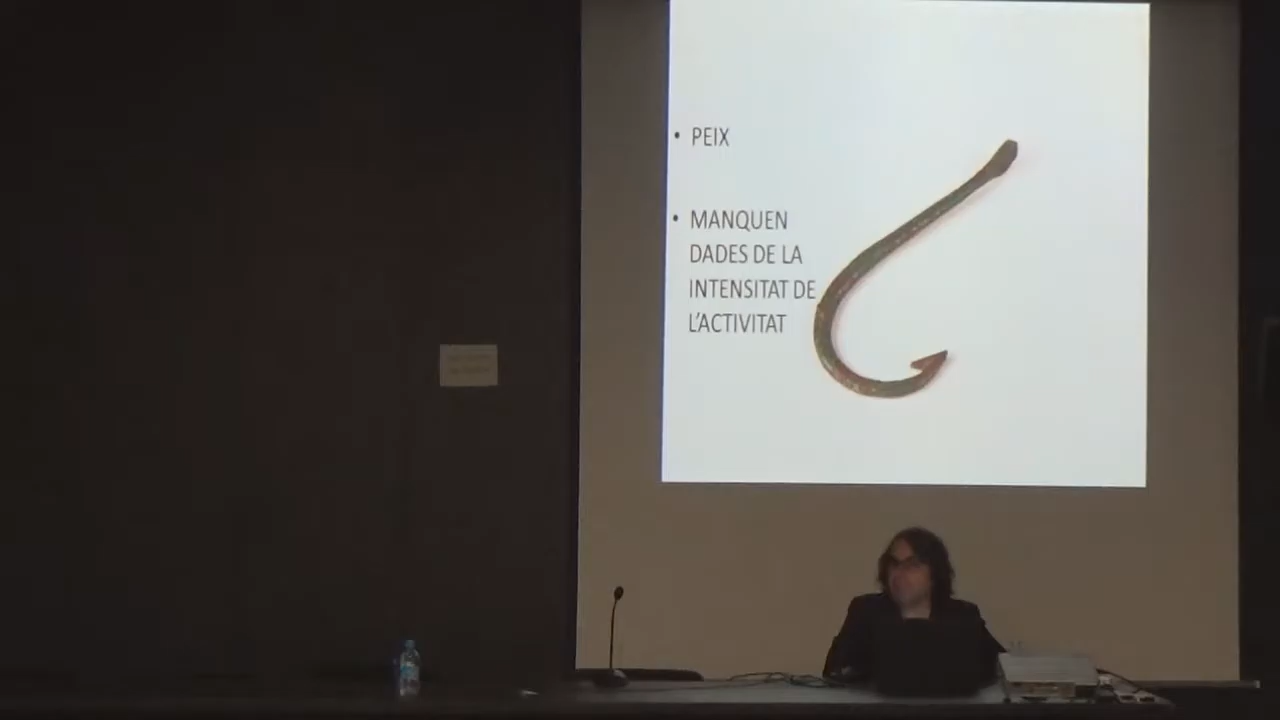 • PEIX
• MANQUEN
DADES DE LA
INTENSITAT DE
L'ACTIVITAT